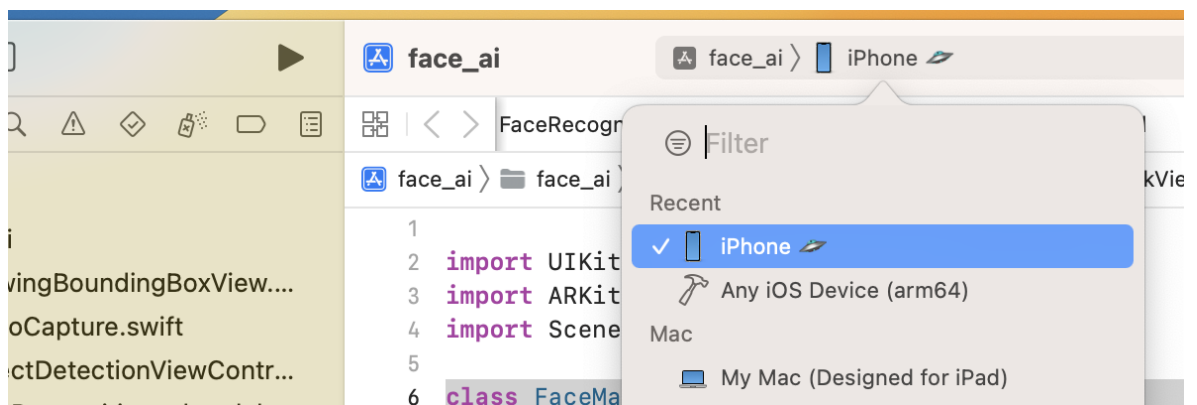 face_ai
face_ai 〉 iPhone 🛸
FaceRecogn
Filter
face_ai 〉 face_ai
kVie
Recent
iPhone 🛸
Any iOS Device (arm64)
Mac
My Mac (Designed for iPad)
i
wingBoundingBoxView....
oCapture.swift
ectDetectionViewContr...
1
2 import UIKit
3 import ARKit
4 import Scene
5
6 class FaceMa